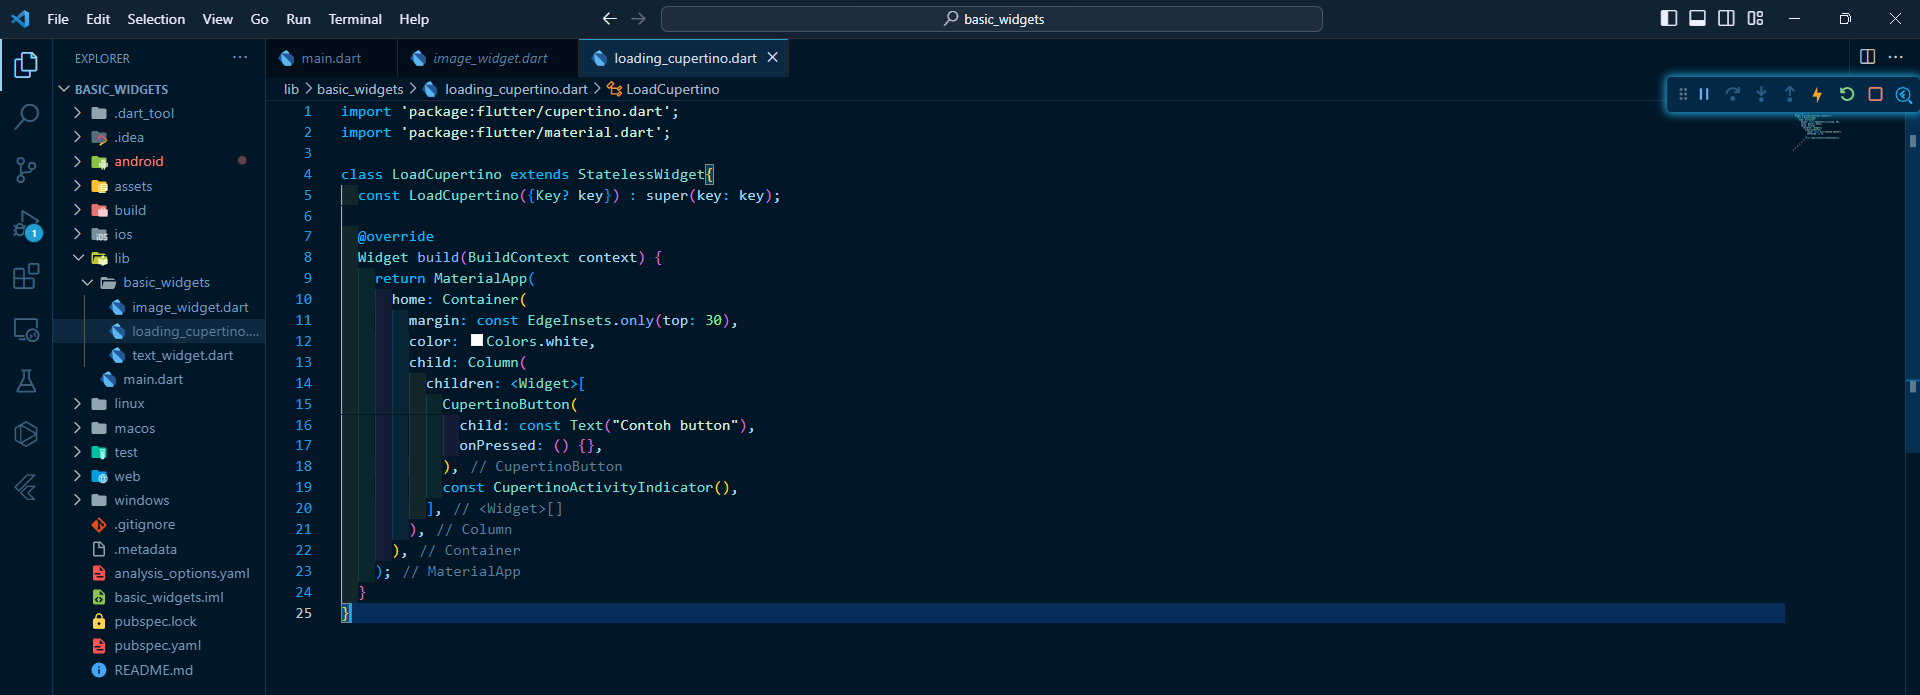 File Edit Selection View Go Run Terminal Help
basic_widgets
EXPLORER
main.dart
image_widget.dart
loading_cupertino.dart
BASIC_WIDGETS
.dart_tool
.idea
android
assets
build
ios
lib
basic_widgets
image_widget.dart
loading_cupertino....
text_widget.dart
main.dart
linux
macos
test
web
windows
.gitignore
.metadata
analysis_options.yaml
basic_widgets.iml
pubspec.lock
pubspec.yaml
README.md
1
lib > basic_widgets > loading_cupertino.dart > LoadCupertino
1 import 'package:flutter/cupertino.dart';
2 import 'package:flutter/material.dart';
3
4 class LoadCupertino extends StatelessWidget{
5 const LoadCupertino({Key? key}) : super(key: key);
6
7 @override
8 Widget build(BuildContext context) {
9 return MaterialApp(
10 home: Container(
11 margin: const EdgeInsets.only(top: 30),
12 color: Colors.white,
13 child: Column(
14 children: <Widget>[
15 CupertinoButton(
16 child: const Text("Contoh button"),
17 onPressed: () {},
18 ), // CupertinoButton
19 const CupertinoActivityIndicator(),
20 ], // <Widget>[]
21 ), // Column
22 ), // Container
23 ); // MaterialApp
24 }
25 }